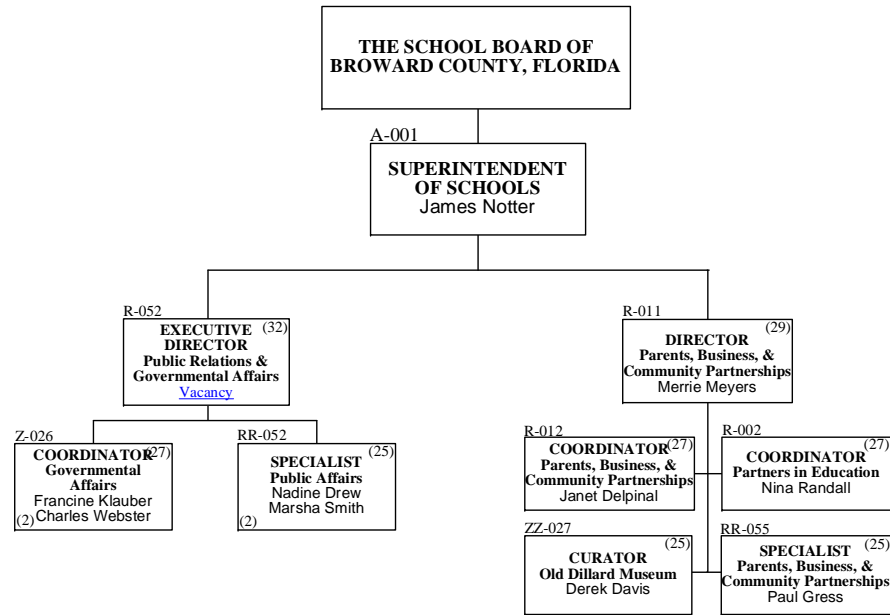 THE SCHOOL BOARD OF
BROWARD COUNTY, FLORIDA
A-001
SUPERINTENDENT
OF SCHOOLS
James Notter
R-052
EXECUTIVE (32)
DIRECTOR
Public Relations &
Governmental Affairs
Vacancy
Z-026
COORDINATOR (27)
Governmental
Affairs
Francine Klauber
(2) Charles Webster
RR-052
(25)
SPECIALIST
Public Affairs
Nadine Drew
Marsha Smith
(2)
R-011
(29)
DIRECTOR
Parents, Business, &
Community Partnerships
Merrie Meyers
R-012
(27)
COORDINATOR
Parents, Business, &
Community Partnerships
Janet Delpinal
R-002
(27)
COORDINATOR
Partners in Education
Nina Randall
ZZ-027
(25)
CURATOR
Old Dillard Museum
Derek Davis
RR-055
(25)
SPECIALIST
Parents, Business, &
Community Partnerships
Paul Gress